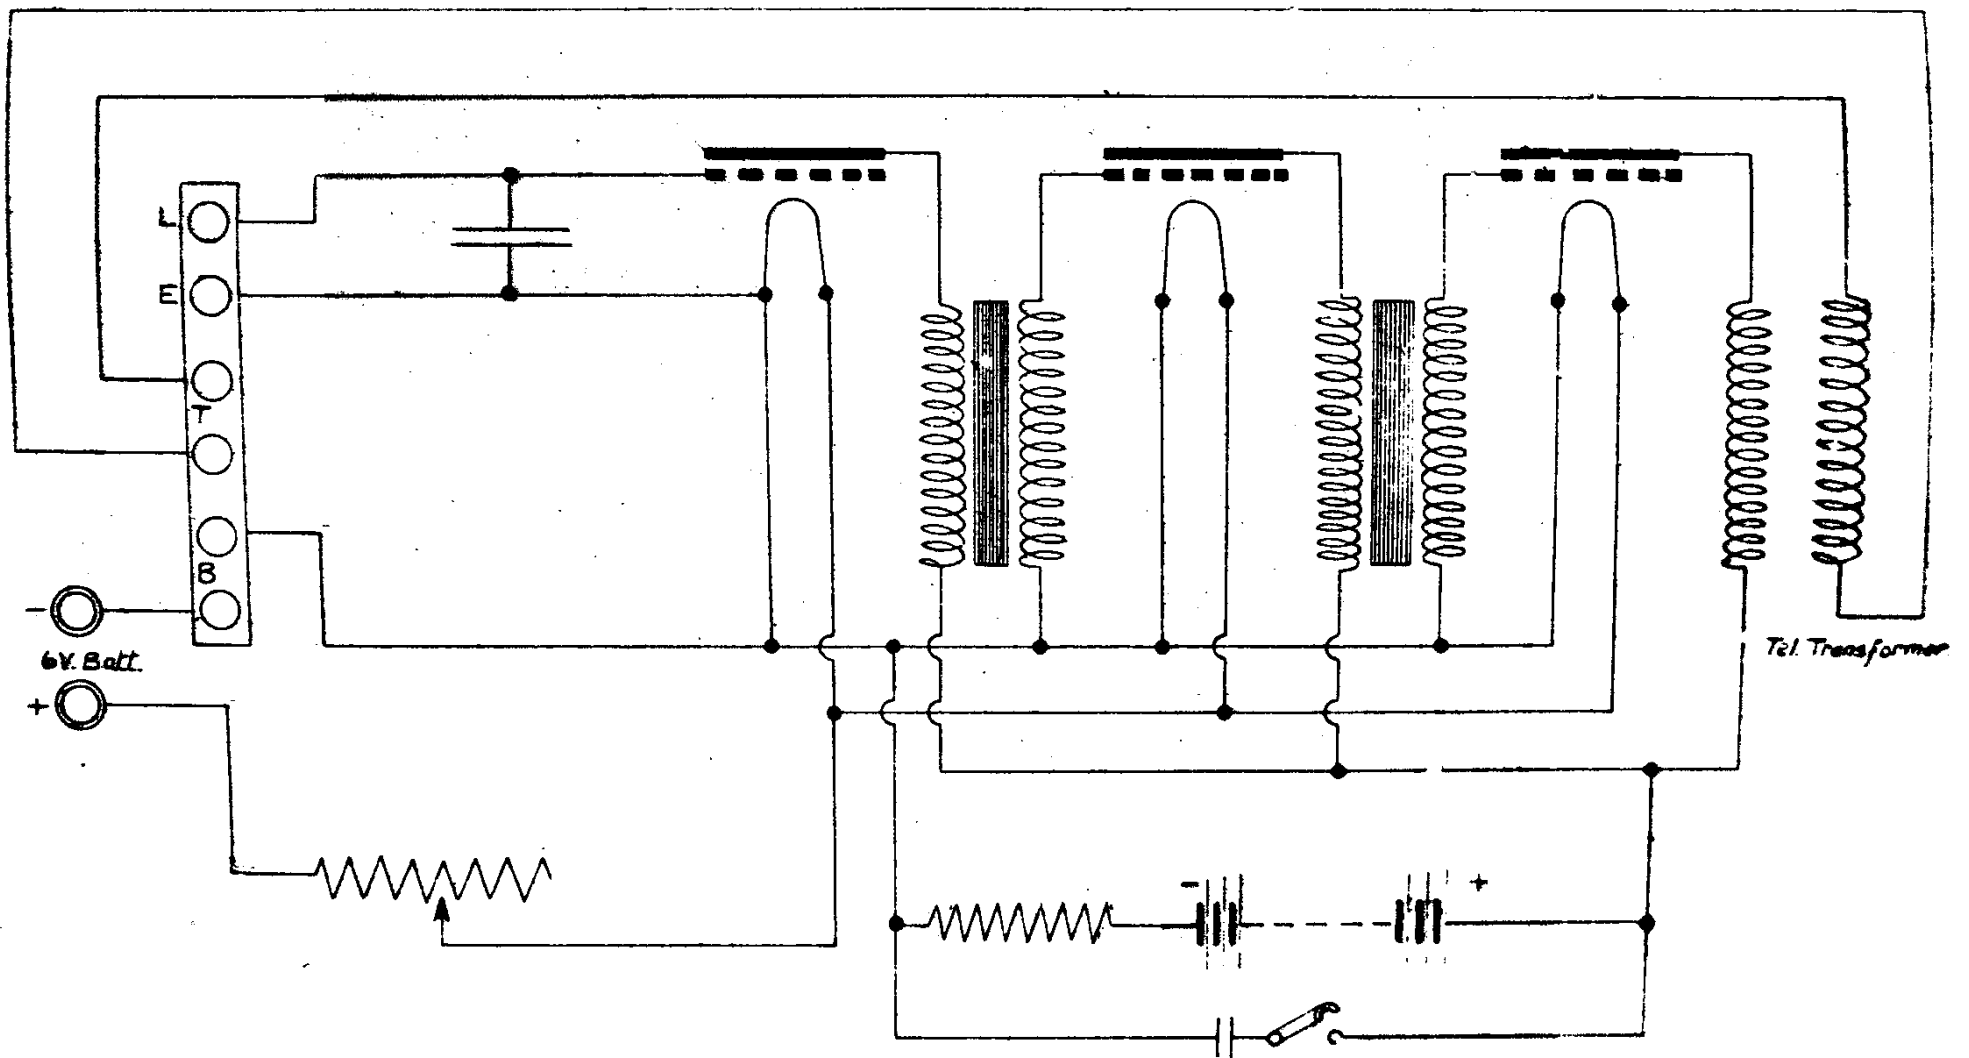 L
E
T
B
-
6V. Batt.
+
Tel. Transformer
- +